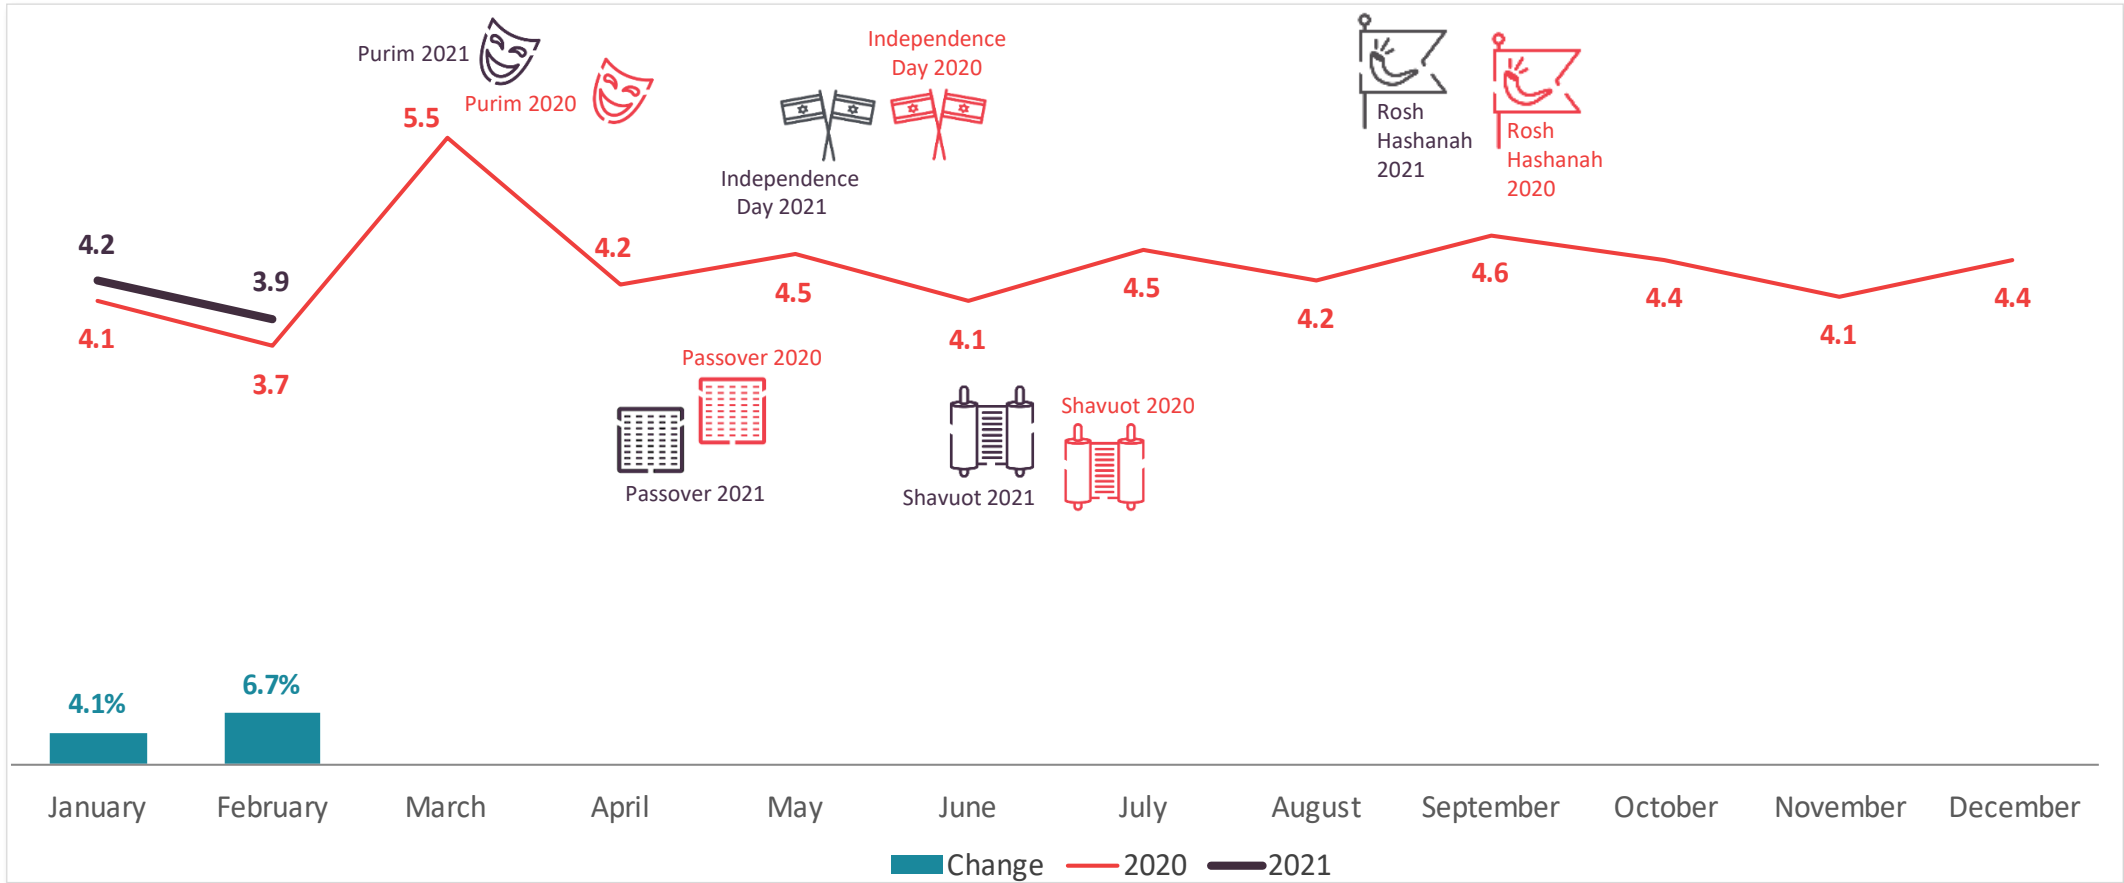 Purim 2021
Purim 2020
5.5
Independence
Day 2020
Independence
Day 2021
Rosh
Hashanah
2021
Rosh
Hashanah
2020
4.2
3.9
4.1
3.7
4.2
4.5
4.1
4.5
4.2
4.6
4.4
4.1
4.4
Passover 2020
Passover 2021
Shavuot 2020
Shavuot 2021
4.1%
6.7%
January
February
March
April
May
June
July
August
September
October
November
December
Change
2020
2021